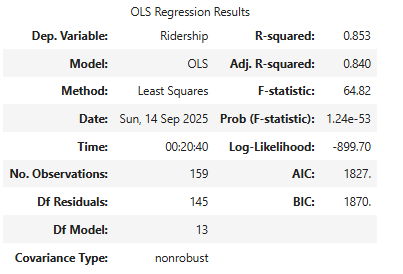 OLS Regression Results
Dep. Variable: Ridership R-squared: 0.853
Model: OLS Adj. R-squared: 0.840
Method: Least Squares F-statistic: 64.82
Date: Sun, 14 Sep 2025 Prob (F-statistic): 1.24e-53
Time: 00:20:40 Log-Likelihood: -899.70
No. Observations: 159 AIC: 1827.
Df Residuals: 145 BIC: 1870.
Df Model: 13
Covariance Type: nonrobust